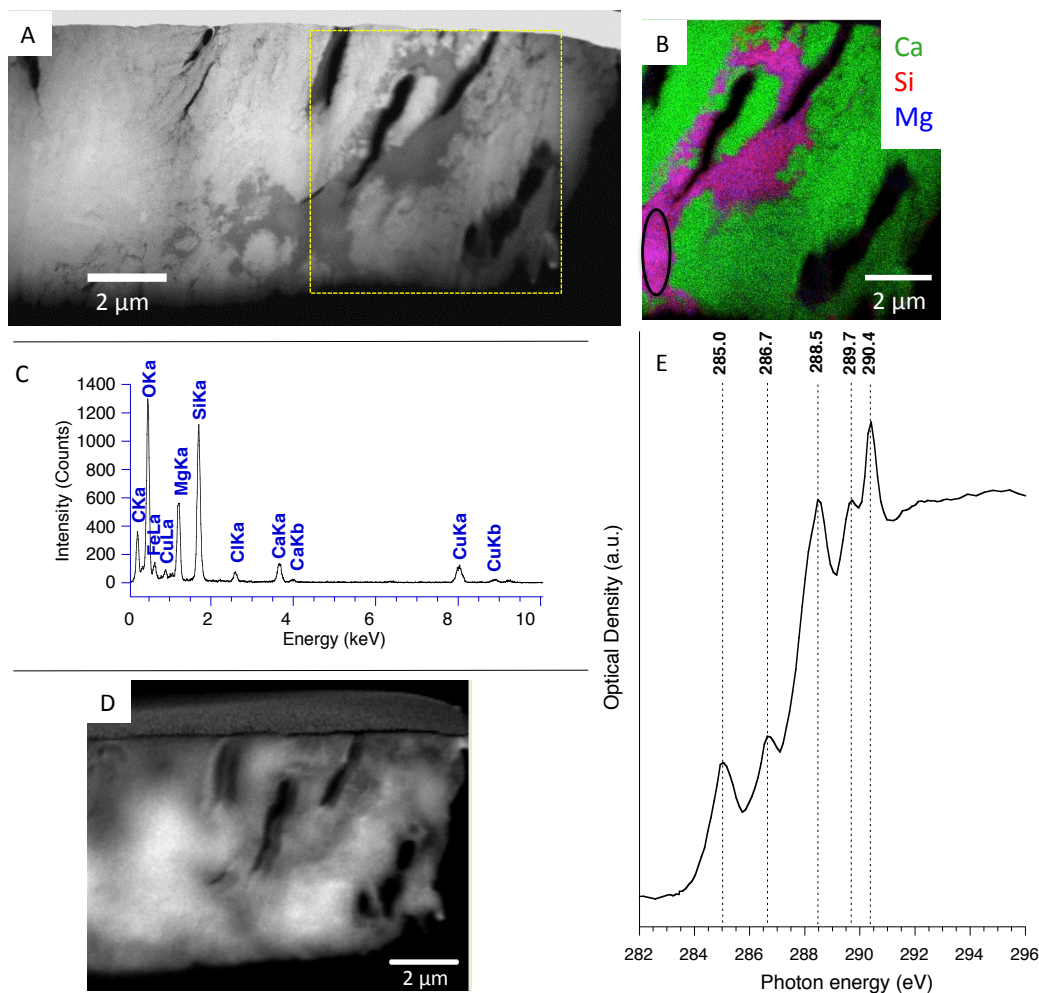 A
2 µm
B
Ca
Si
Mg
2 µm
C
1400
1200
1000
800
600
400
200
0
Intensity (Counts)
CKa
OKa
FeLa
CuLa
MgKa
SiKa
ClKa
CaKa
CaKb
CuKa
CuKb
0 2 4 6 8 10
Energy (keV)
D
2 µm
E
285.0
286.7
288.5
289.7
290.4
Optical Density (a.u.)
282 284 286 288 290 292 294 296
Photon energy (eV)